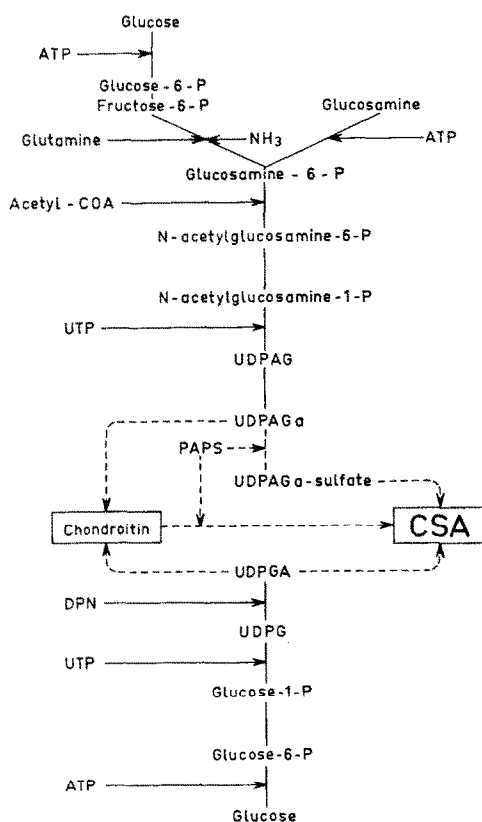 Glucose
ATP
Glucose-6-P
Fructose-6-P
Glucosamine
Glutamine
NH3
ATP
Glucosamine-6-P
Acetyl-COA
N-acetylglucosamine-6-P
N-acetylglucosamine-1-P
UTP
UDPAG
UDPAGa
PAPS
UDPAGa-sulfate
Chondroitin
CSA
UDPGA
DPN
UDPG
UTP
Glucose-1-P
Glucose-6-P
ATP
Glucose